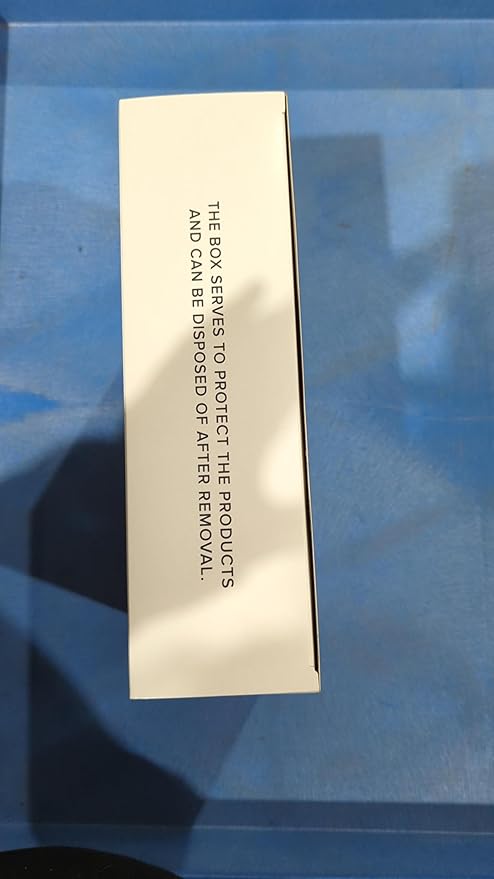 THE BOX SERVES TO PROTECT THE PRODUCTS
AND CAN BE DISPOSED OF AFTER REMOVAL.